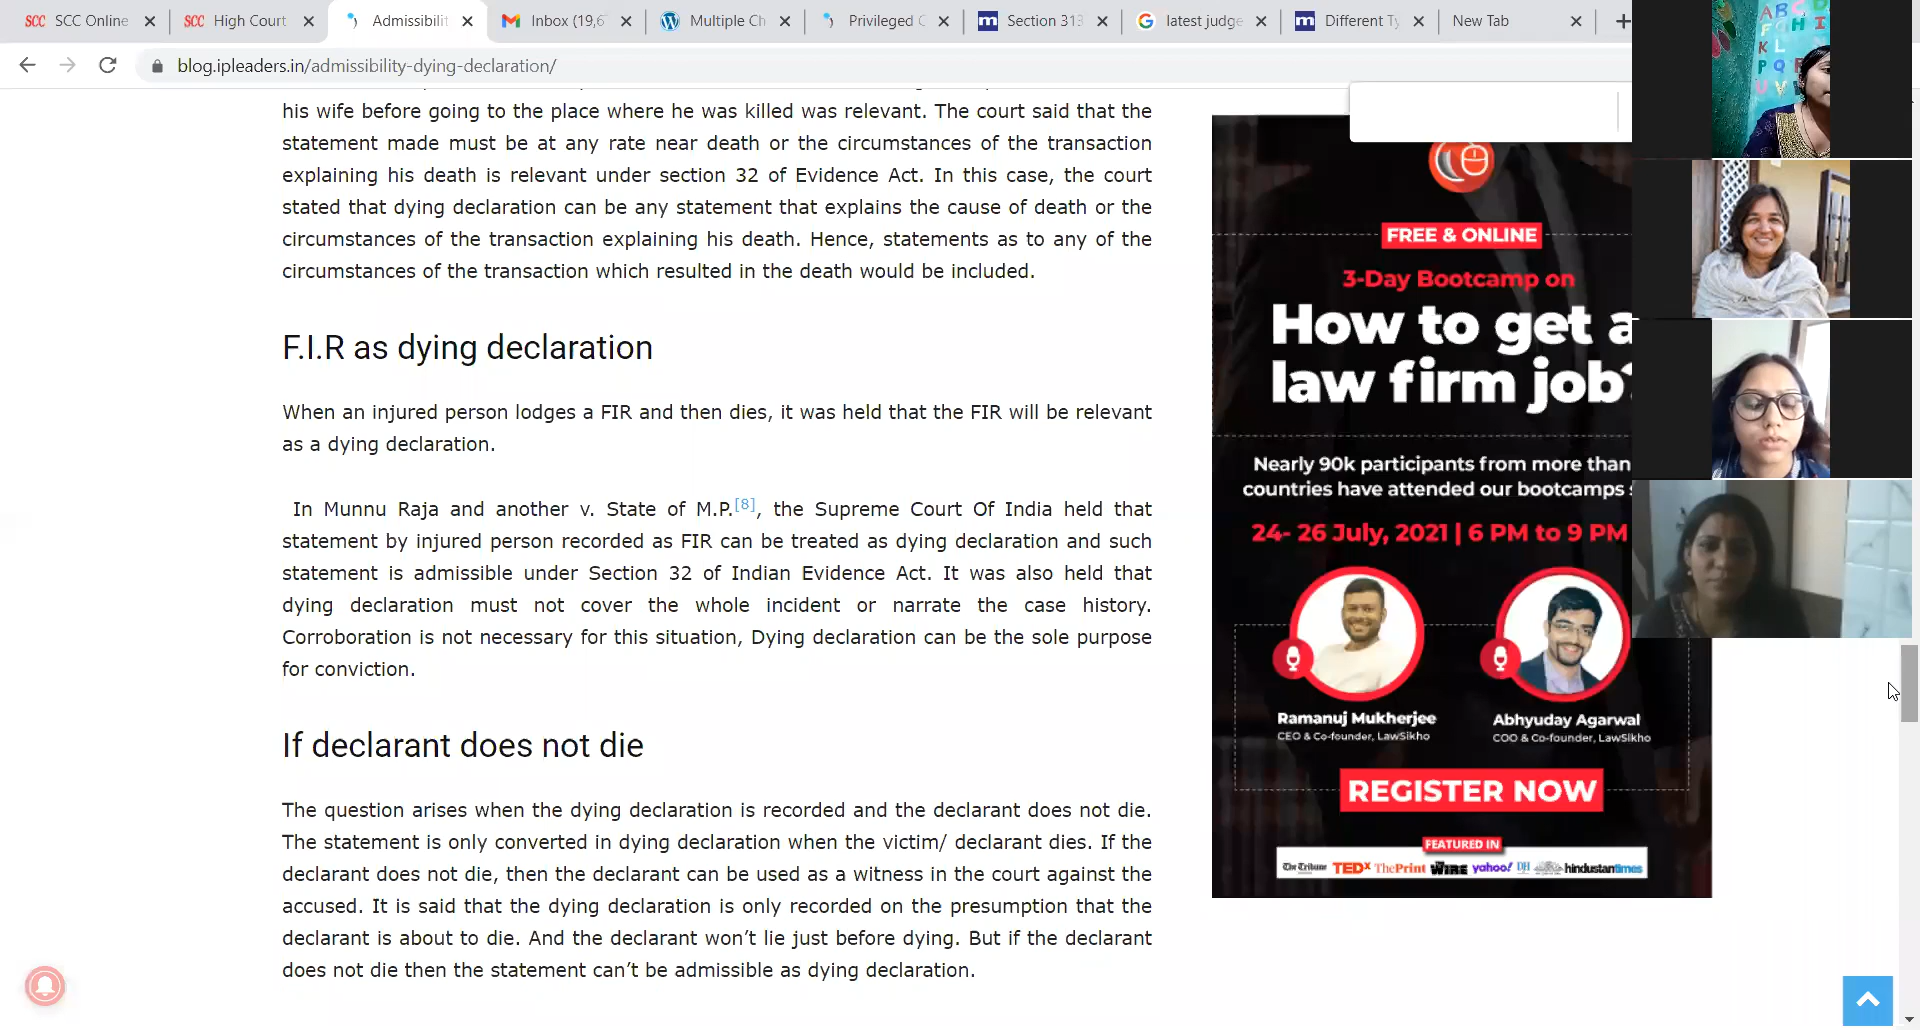 SCC SCC Online
SCC High Court
Admissibilit
Inbox (19,6
Multiple Ch
Privileged C
m Section 313
latest judge
m Different Ty
New Tab
blog.ipleaders.in/admissibility-dying-declaration/
his wife before going to the place where he was killed was relevant. The court said that the
statement made must be at any rate near death or the circumstances of the transaction
explaining his death is relevant under section 32 of Evidence Act. In this case, the court
stated that dying declaration can be any statement that explains the cause of death or the
circumstances of the transaction explaining his death. Hence, statements as to any of the
circumstances of the transaction which resulted in the death would be included.
F.I.R as dying declaration
When an injured person lodges a FIR and then dies, it was held that the FIR will be relevant
as a dying declaration.
In Munnu Raja and another v. State of M.P.[8], the Supreme Court Of India held that
statement by injured person recorded as FIR can be treated as dying declaration and such
statement is admissible under Section 32 of Indian Evidence Act. It was also held that
dying declaration must not cover the whole incident or narrate the case history.
Corroboration is not necessary for this situation, Dying declaration can be the sole purpose
for conviction.
If declarant does not die
The question arises when the dying declaration is recorded and the declarant does not die.
The statement is only converted in dying declaration when the victim/ declarant dies. If the
declarant does not die, then the declarant can be used as a witness in the court against the
accused. It is said that the dying declaration is only recorded on the presumption that the
declarant is about to die. And the declarant won’t lie just before dying. But if the declarant
does not die then the statement can’t be admissible as dying declaration.
FREE & ONLINE
3-Day Bootcamp on
How to get a
law firm job?
Nearly 90k participants from more than
countries have attended our bootcamps
24- 26 July, 2021 | 6 PM to 9 PM
Ramanuj Mukherjee
CEO & Co-founder, LawSikho
Abhyuday Agarwal
COO & Co-founder, LawSikho
REGISTER NOW
FEATURED IN
The Tribune TEDx ThePrint THE WIRE yahoo! DH hindustantimes